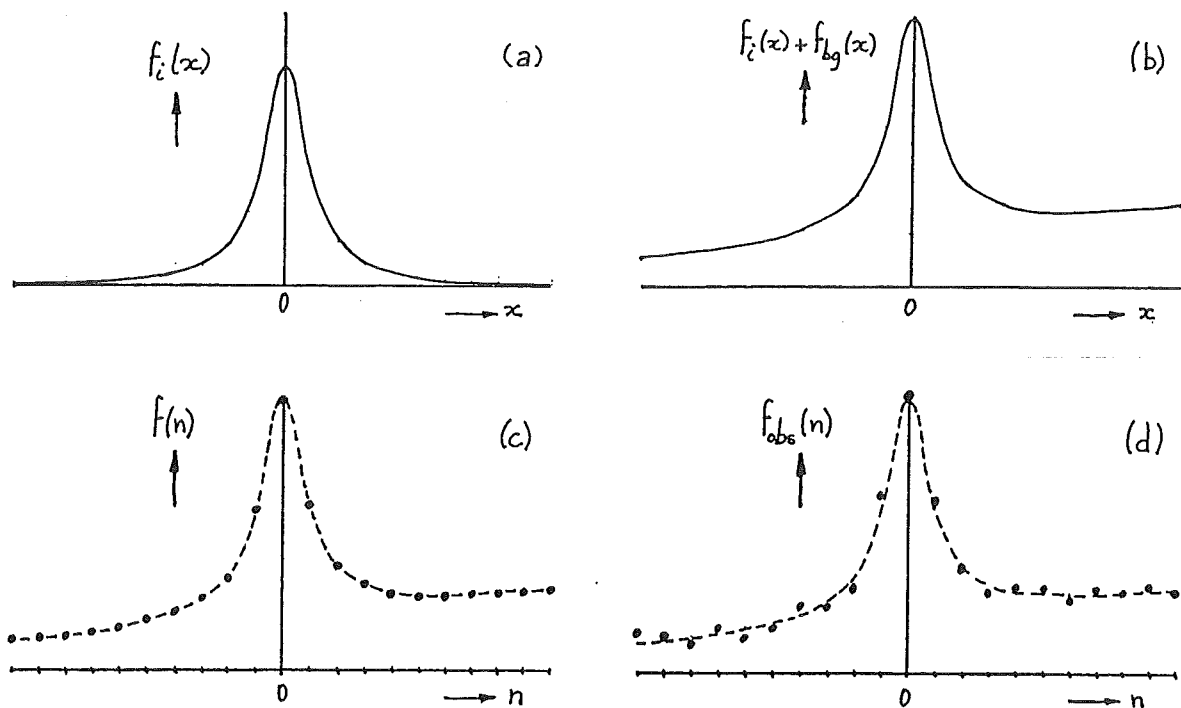 f_i(x)
(a)
0
x
f_i(x) + f_bg(x)
(b)
0
x
f(n)
(c)
0
n
f_obs(n)
(d)
0
n